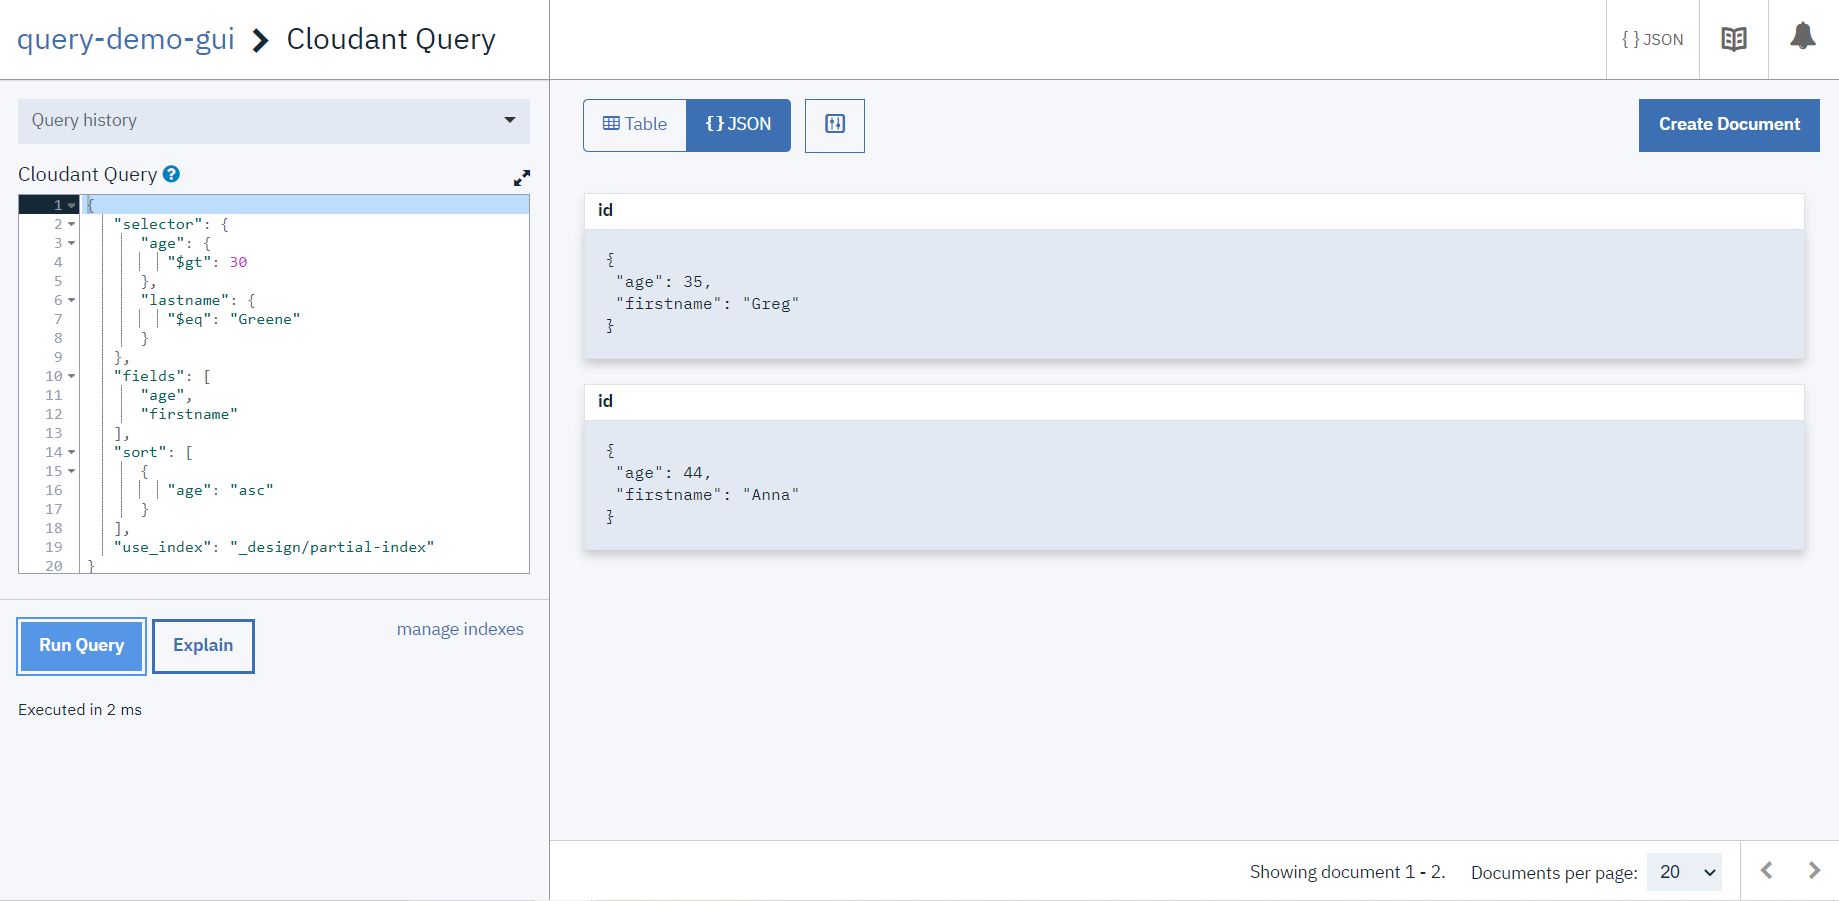 query-demo-gui > Cloudant Query
{ } JSON
Query history
Cloudant Query ?
1 {
2 "selector": {
3 "age": {
4 "$gt": 30
5 },
6 "lastname": {
7 "$eq": "Greene"
8 }
9 },
10 "fields": [
11 "age",
12 "firstname"
13 ],
14 "sort": [
15 {
16 "age": "asc"
17 }
18 ],
19 "use_index": "_design/partial-index"
20 }
Run Query Explain manage indexes
Executed in 2 ms
Table {} JSON
Create Document
id
{
"age": 35,
"firstname": "Greg"
}
id
{
"age": 44,
"firstname": "Anna"
}
Showing document 1 - 2. Documents per page: 20